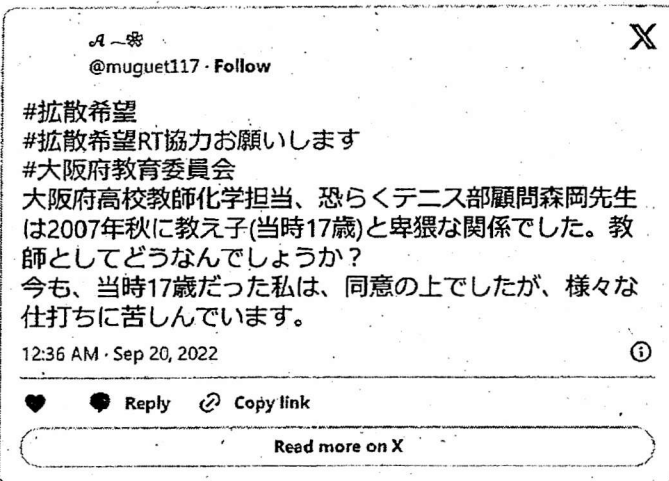 A~❀
@muguet117 · Follow
#拡散希望
#拡散希望RT協力お願いします
#大阪府教育委員会
大阪府高校教師化学担当、恐らくテニス部顧問森岡先生
は2007年秋に教え子(当時17歳)と卑猥な関係でした。教
師としてどうなんでしょうか？
今も、当時17歳だった私は、同意の上でしたが、様々な
仕打ちに苦しんでいます。
12:36 AM · Sep 20, 2022
Reply Copy link
Read more on X